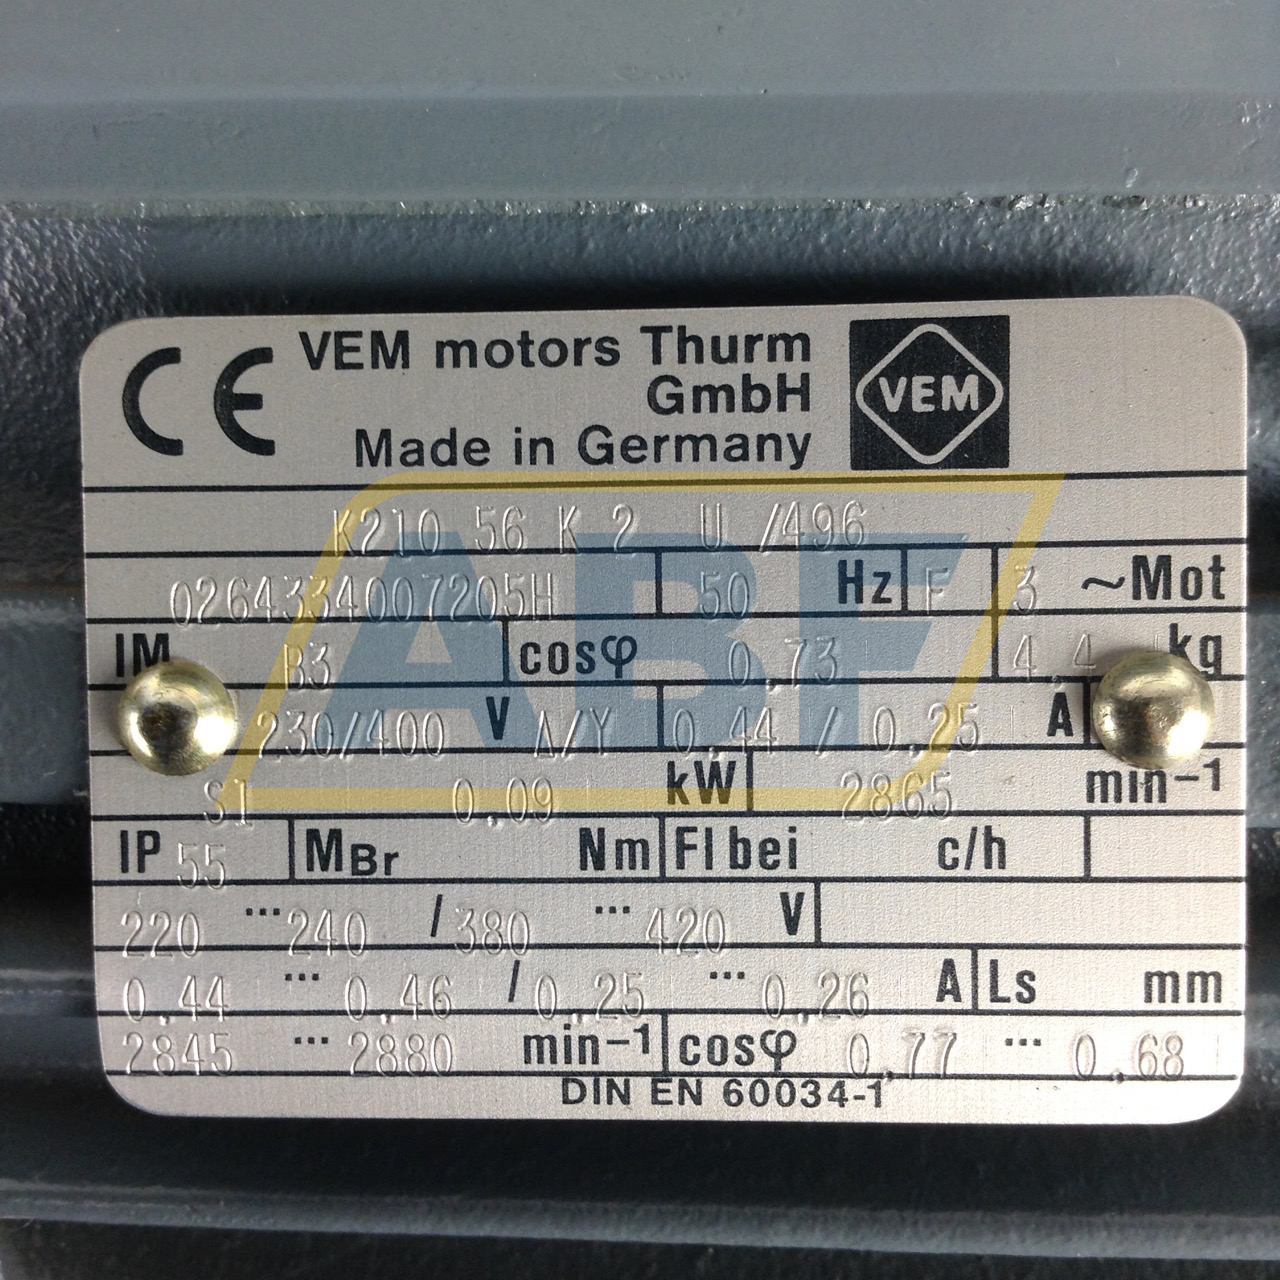 CE VEM motors Thurm
GmbH
Made in Germany
VEM
K210 56 K 2 U /496
0264334007205H 50 Hz F 3 ~Mot
IM B3 cosφ 0,73 4,4 kg
230/400 V Δ/Y 0,44 / 0,25 A
S1 0,09 kW 2865 min-1
IP 55 MBr Nm Fl bei c/h
220 ... 240 / 380 ... 420 V
0,44 ... 0,46 / 0,25 ... 0,26 A Ls mm
2845 ... 2880 min-1 cosφ 0,77 ... 0,68
DIN EN 60034-1
ABF